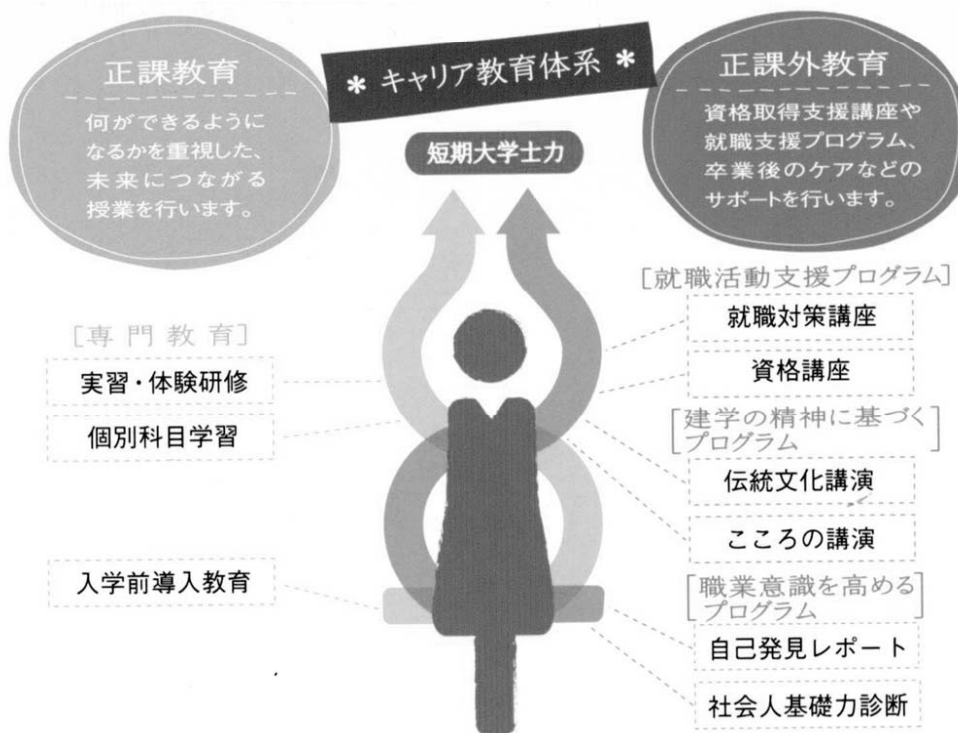 * キャリア教育体系 *
正課教育
何ができるように
なるかを重視した、
未来につながる
授業を行います。
正課外教育
資格取得支援講座や
就職支援プログラム、
卒業後のケアなどの
サポートを行います。
短期大学士力
[専門教育]
実習・体験研修
個別科目学習
入学前導入教育
[就職活動支援プログラム]
就職対策講座
資格講座
[建学の精神に基づく
プログラム]
伝統文化講演
こころの講演
[職業意識を高める
プログラム]
自己発見レポート
社会人基礎力診断